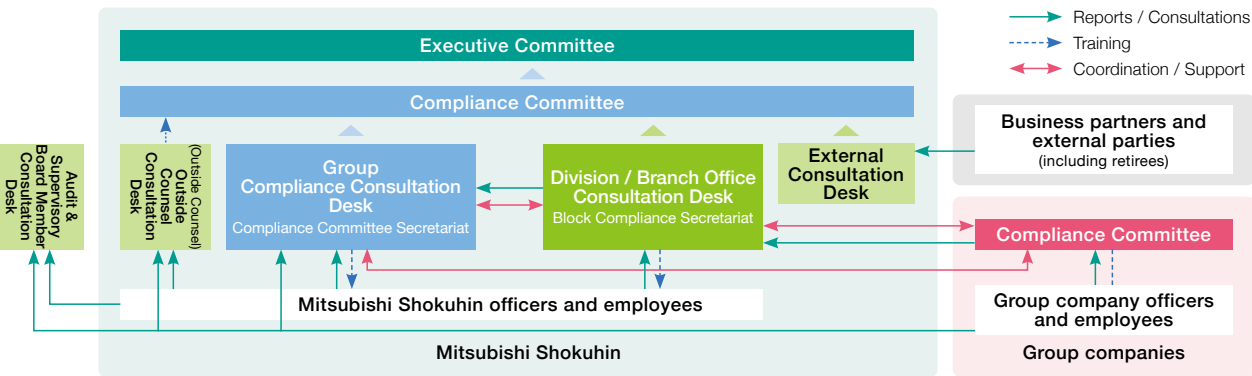 Reports / Consultations
Training
Coordination / Support
Executive Committee
Compliance Committee
Audit &
Supervisory
Board Member
Consultation
Desk
(Outside Counsel)
Outside
Counsel
Consultation
Desk
Group
Compliance Consultation
Desk
Compliance Committee Secretariat
Division / Branch Office
Consultation Desk
Block Compliance Secretariat
External
Consultation
Desk
Business partners and
external parties
(including retirees)
Compliance Committee
Mitsubishi Shokuhin officers and employees
Group company officers
and employees
Mitsubishi Shokuhin
Group companies